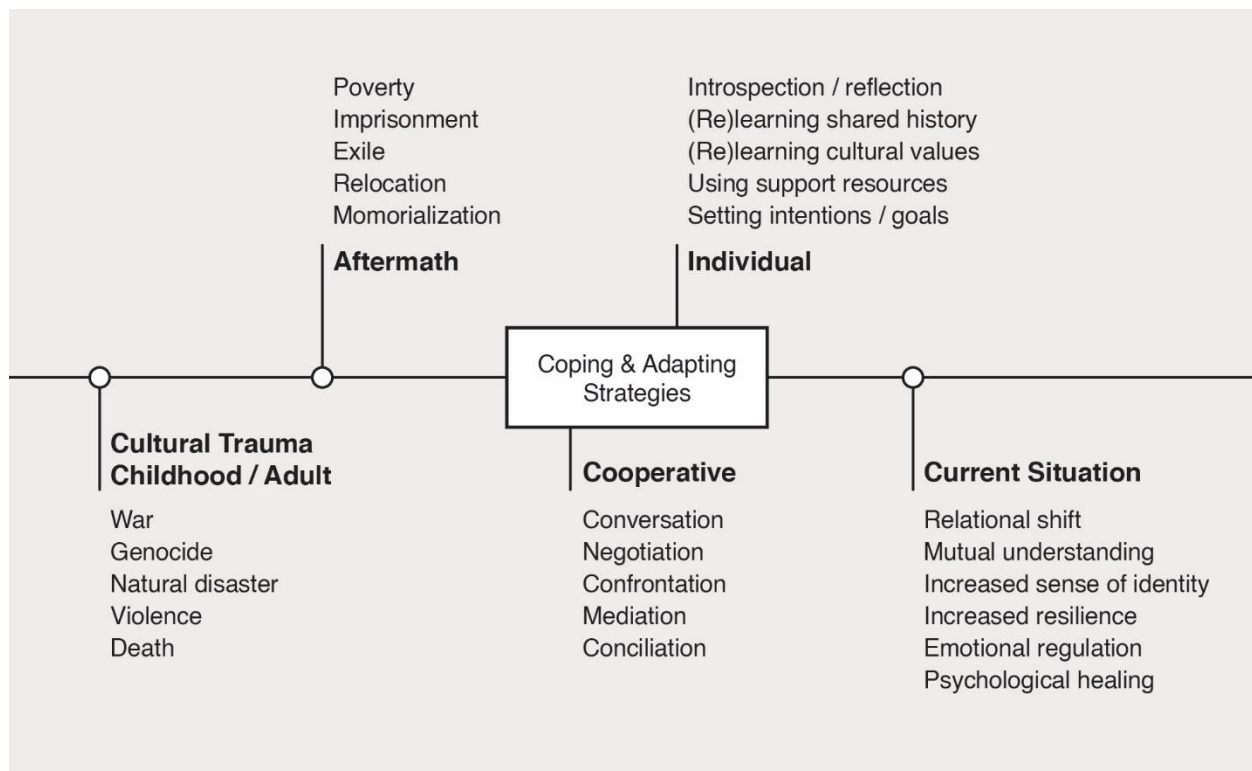 Poverty
Imprisonment
Exile
Relocation
Momorialization
Aftermath
Introspection / reflection
(Re)learning shared history
(Re)learning cultural values
Using support resources
Setting intentions / goals
Individual
Coping & Adapting
Strategies
Cultural Trauma
Childhood / Adult
War
Genocide
Natural disaster
Violence
Death
Cooperative
Conversation
Negotiation
Confrontation
Mediation
Conciliation
Current Situation
Relational shift
Mutual understanding
Increased sense of identity
Increased resilience
Emotional regulation
Psychological healing